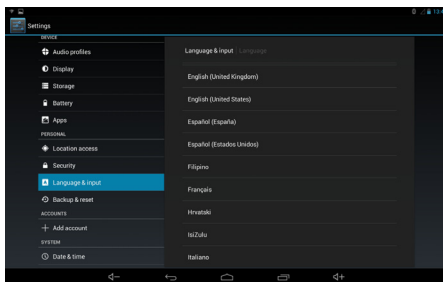 Settings
DEVICE
Audio profiles
Display
Storage
Battery
Apps
PERSONAL
Location access
Security
Language & input
Backup & reset
ACCOUNTS
Add account
SYSTEM
Date & time
Language & input Language
English (United Kingdom)
English (United States)
Español (España)
Español (Estados Unidos)
Filipino
Français
Hrvatski
IsiZulu
Italiano